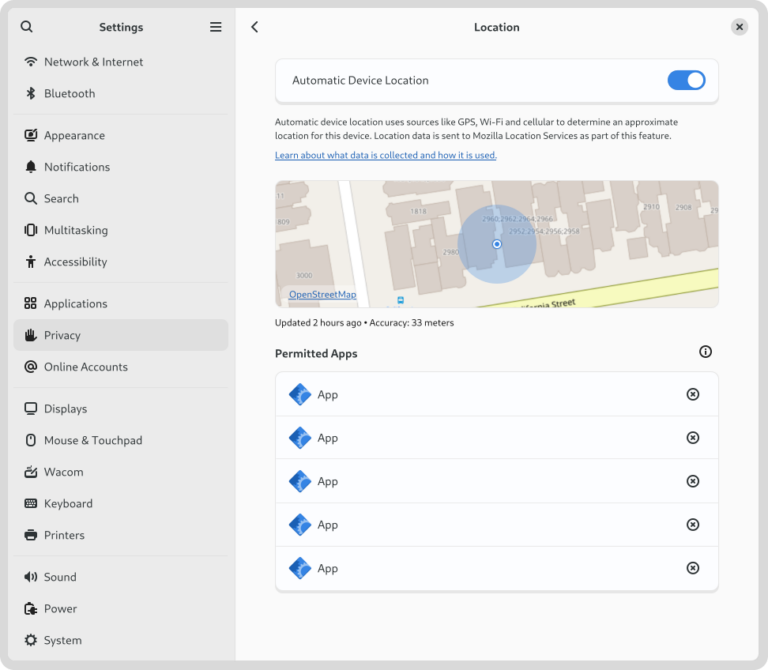 Settings
Network & Internet
Bluetooth
Appearance
Notifications
Search
Multitasking
Accessibility
Applications
Privacy
Online Accounts
Displays
Mouse & Touchpad
Wacom
Keyboard
Printers
Sound
Power
System
Location
Automatic Device Location
Automatic device location uses sources like GPS, Wi-Fi and cellular to determine an approximate
location for this device. Location data is sent to Mozilla Location Services as part of this feature.
Learn about what data is collected and how it is used.
11
1818
2910
2908
29
809
2960;2962;2964;2966
2952;2954;2956;2958
2980
3000
OpenStreetMap
fornia Street
Updated 2 hours ago • Accuracy: 33 meters
Permitted Apps
App
App
App
App
App